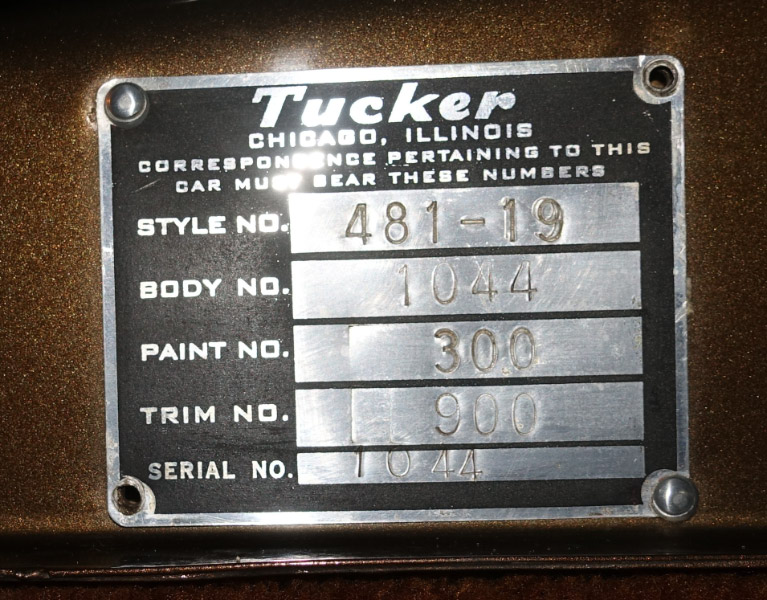 Tucker
CHICAGO, ILLINOIS
CORRESPONDENCE PERTAINING TO THIS
CAR MUST BEAR THESE NUMBERS
STYLE NO. 481-19
BODY NO. 1044
PAINT NO. 300
TRIM NO. 900
SERIAL NO. 1044